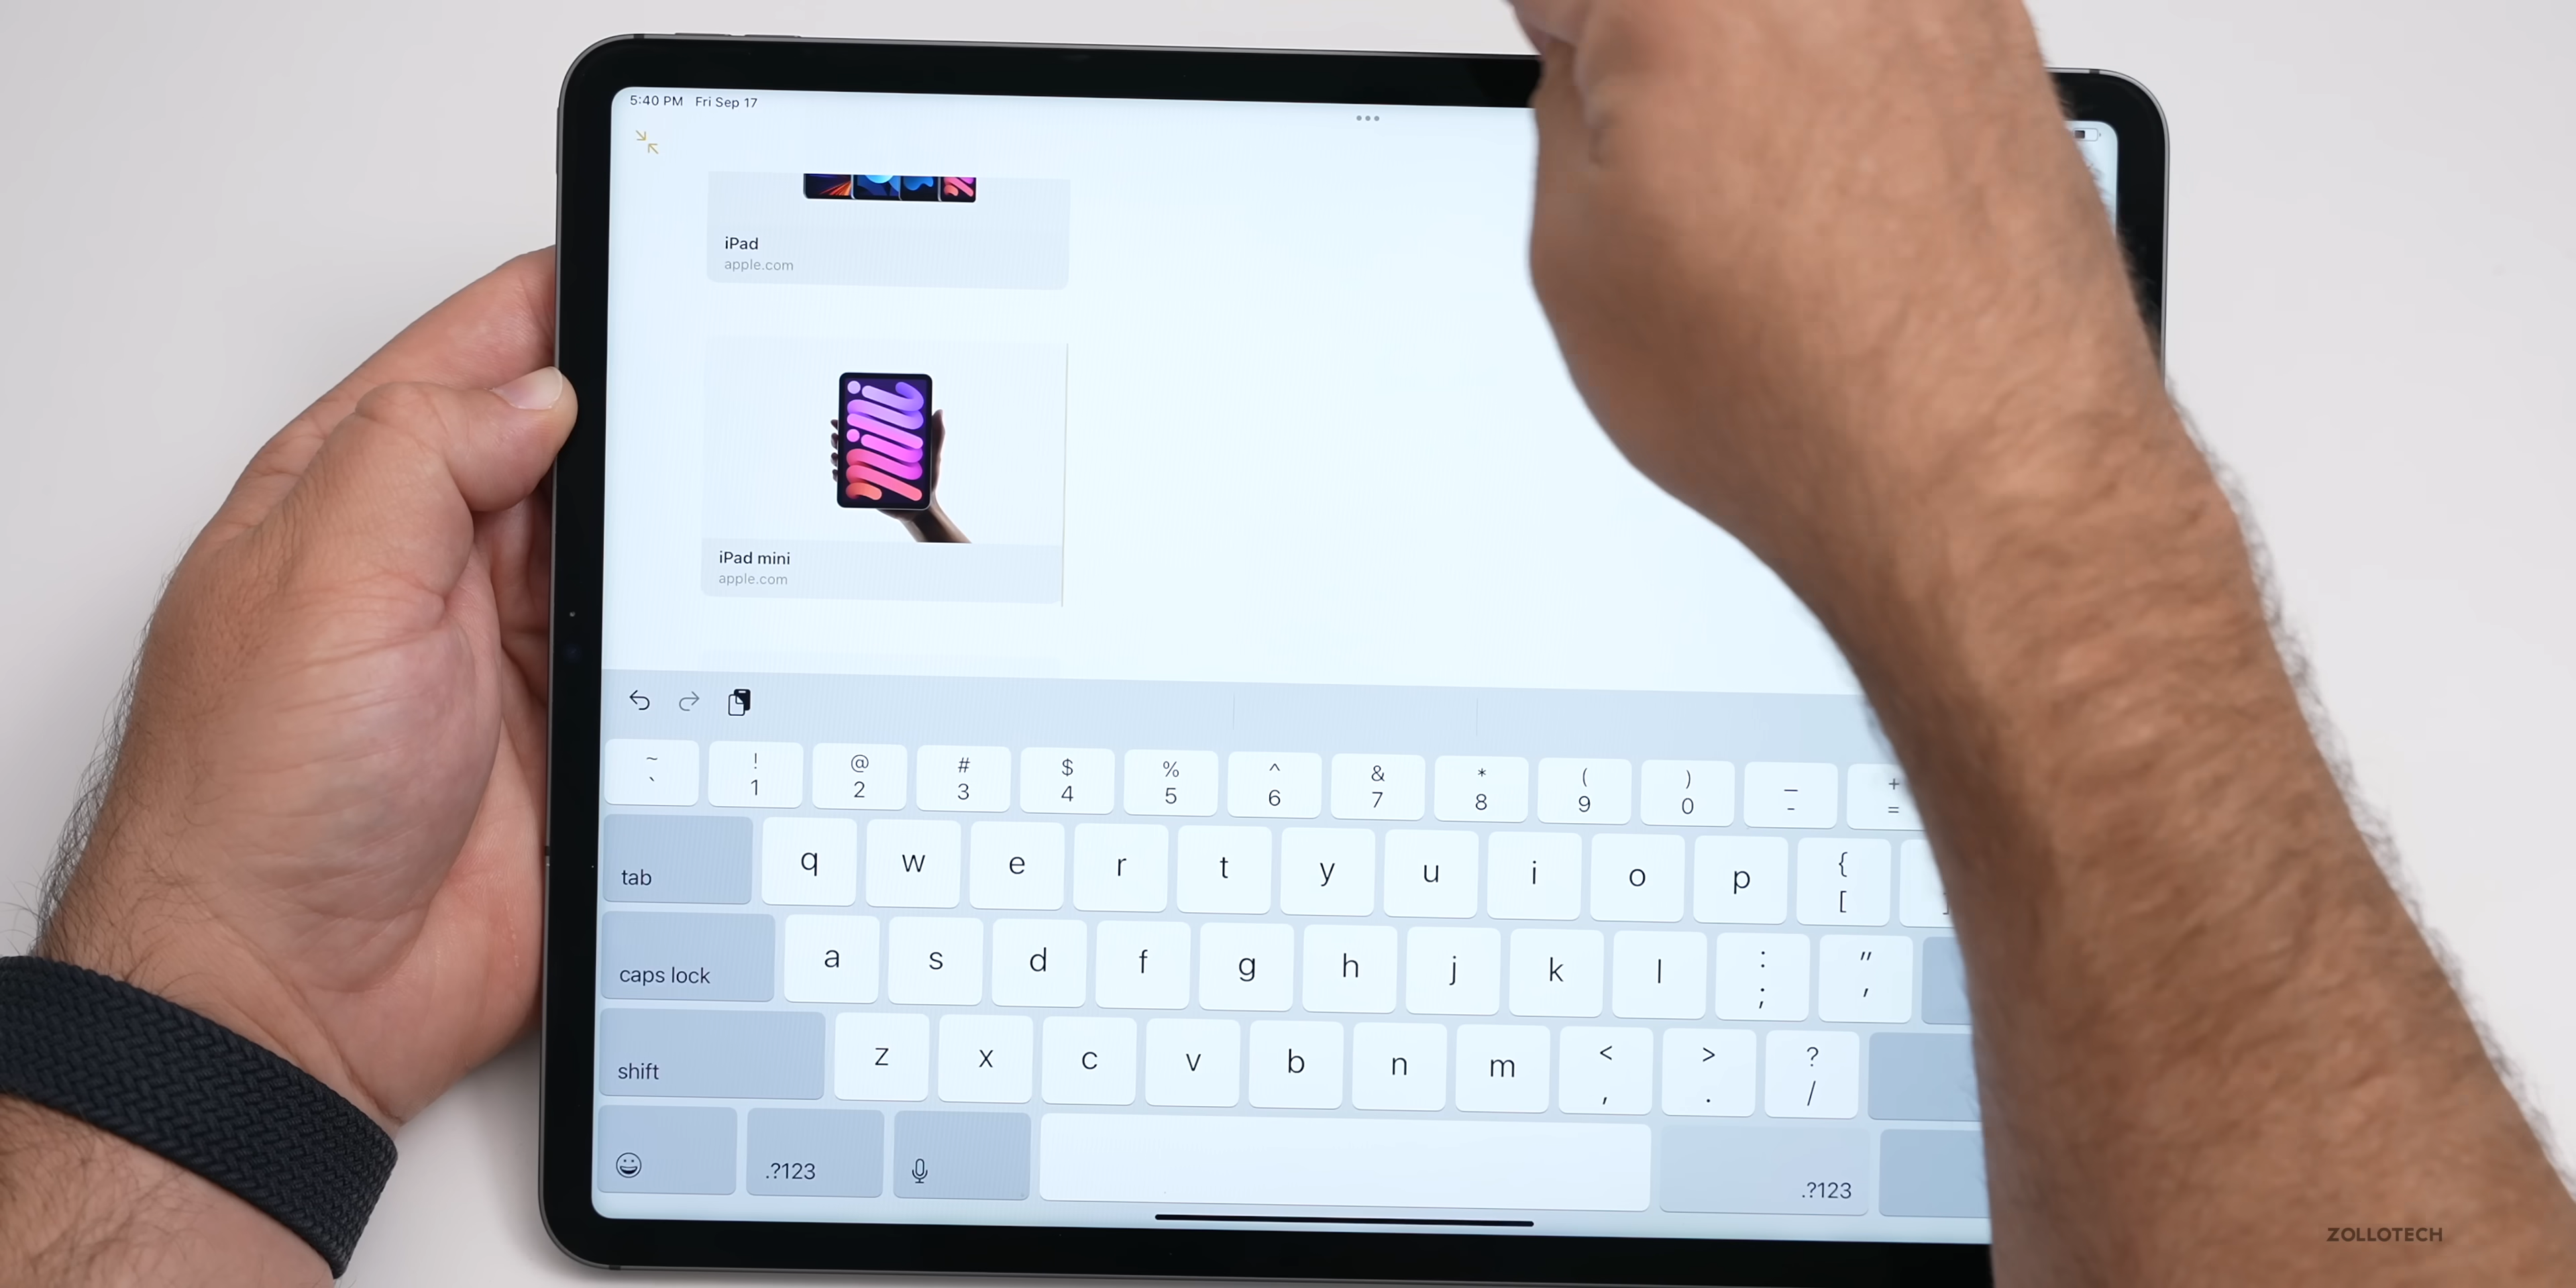 5:40 PM Fri Sep 17
iPad
apple.com
iPad mini
apple.com
~ ! @ # $ % ^ & * ( ) _ +
` 1 2 3 4 5 6 7 8 9 0 - =
tab q w e r t y u i o p { [
caps lock a s d f g h j k l : ; " '
shift z x c v b n m < , > . ? /
.?123 .?123
ZOLLOTECH